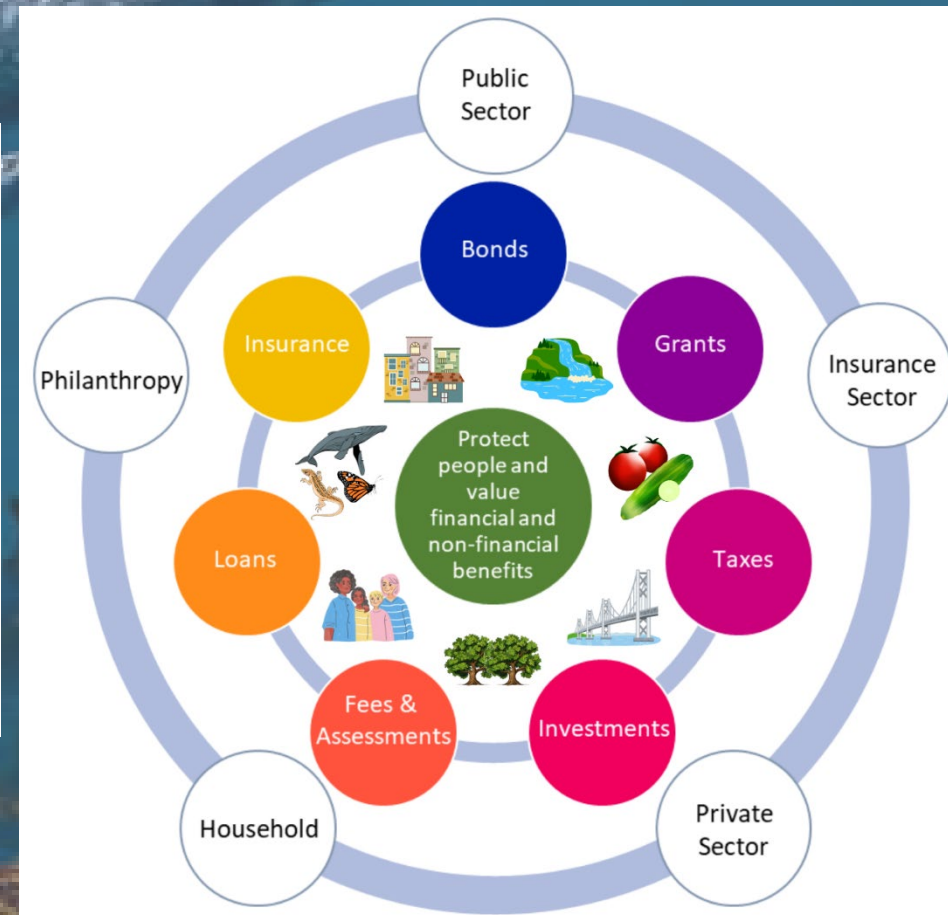 Public
Sector
Bonds
Insurance
Grants
Philanthropy
Insurance
Sector
Protect
people and
value
financial and
non-financial
benefits
Loans
Taxes
Fees &
Assessments
Investments
Household
Private
Sector